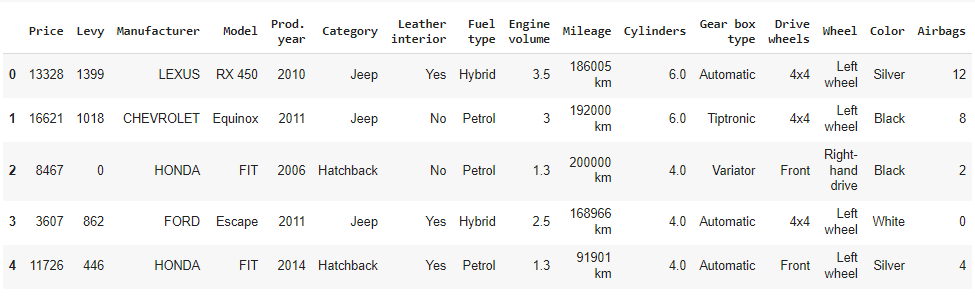 Price Levy Manufacturer Model Prod. year Category Leather interior Fuel type Engine volume Mileage Cylinders Gear box type Drive wheels Wheel Color Airbags
0 13328 1399 LEXUS RX 450 2010 Jeep Yes Hybrid 3.5 186005 km 6.0 Automatic 4x4 Left wheel Silver 12
1 16621 1018 CHEVROLET Equinox 2011 Jeep No Petrol 3 192000 km 6.0 Tiptronic 4x4 Left wheel Black 8
2 8467 0 HONDA FIT 2006 Hatchback No Petrol 1.3 200000 km 4.0 Variator Front Right-hand drive Black 2
3 3607 862 FORD Escape 2011 Jeep Yes Hybrid 2.5 168966 km 4.0 Automatic 4x4 Left wheel White 0
4 11726 446 HONDA FIT 2014 Hatchback Yes Petrol 1.3 91901 km 4.0 Automatic Front Left wheel Silver 4